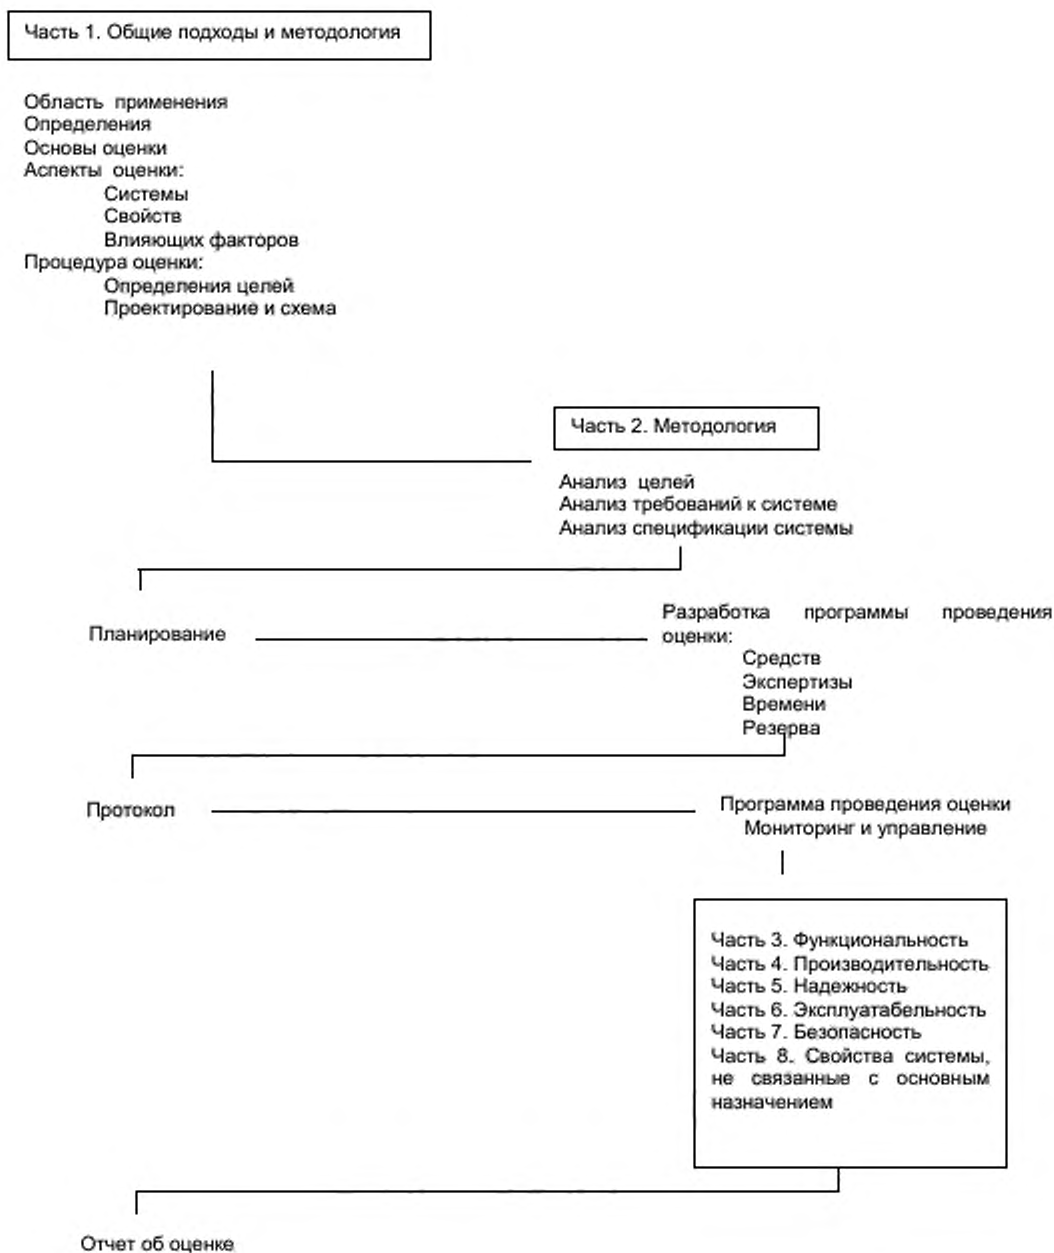 Часть 1. Общие подходы и методология
Область применения
Определения
Основы оценки
Аспекты оценки:
Системы
Свойств
Влияющих факторов
Процедура оценки:
Определения целей
Проектирование и схема
Часть 2. Методология
Анализ целей
Анализ требований к системе
Анализ спецификации системы
Планирование
Разработка программы проведения
оценки:
Средств
Экспертизы
Времени
Резерва
Протокол
Программа проведения оценки
Мониторинг и управление
Часть 3. Функциональность
Часть 4. Производительность
Часть 5. Надежность
Часть 6. Эксплуатабельность
Часть 7. Безопасность
Часть 8. Свойства системы,
не связанные с основным
назначением
Отчет об оценке